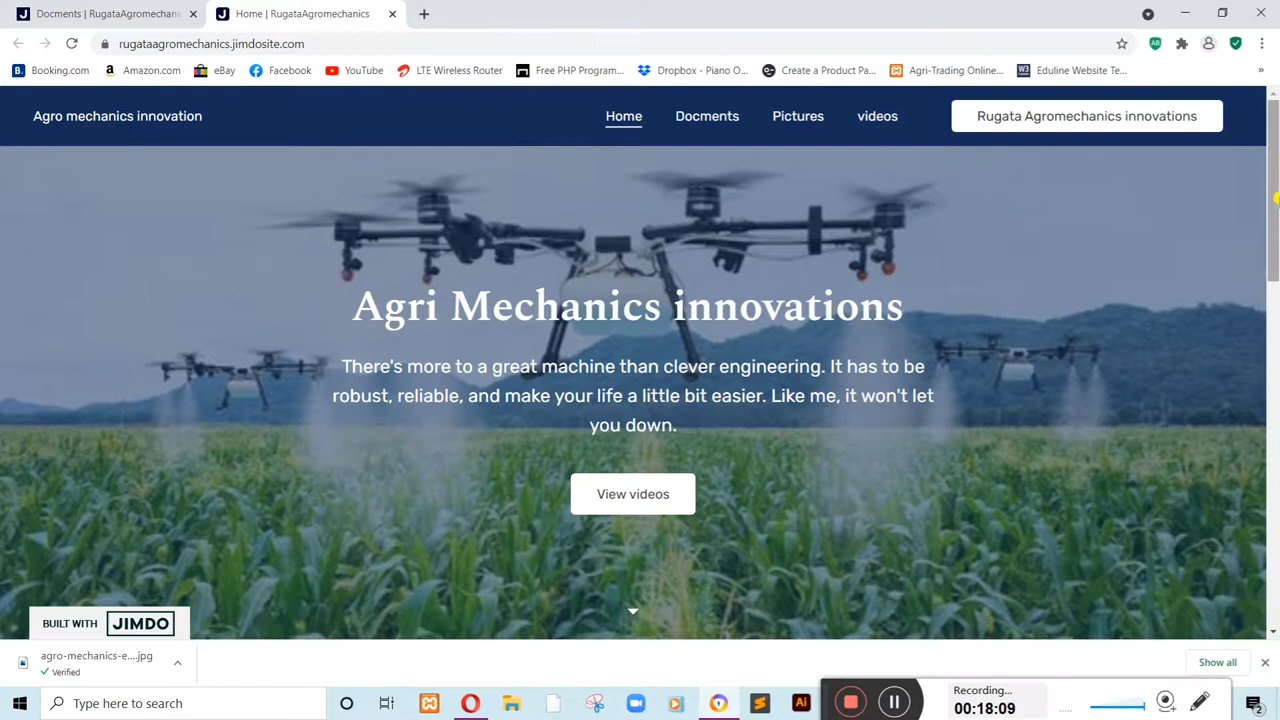 Docments | RugataAgromechanic
Home | RugataAgromechanics
rugataagromechanics.jimdosite.com
Booking.com
Amazon.com
eBay
Facebook
YouTube
LTE Wireless Router
Free PHP Program...
Dropbox - Piano O...
Create a Product Pa...
Agri-Trading Online...
Eduline Website Te...
Agro mechanics innovation
Home
Docments
Pictures
videos
Rugata Agromechanics innovations
Agri Mechanics innovations
There's more to a great machine than clever engineering. It has to be
robust, reliable, and make your life a little bit easier. Like me, it won't let
you down.
View videos
BUILT WITH JIMDO
agro-mechanics-e....jpg
Verified
Show all
Type here to search
Recording...
00:18:09
2